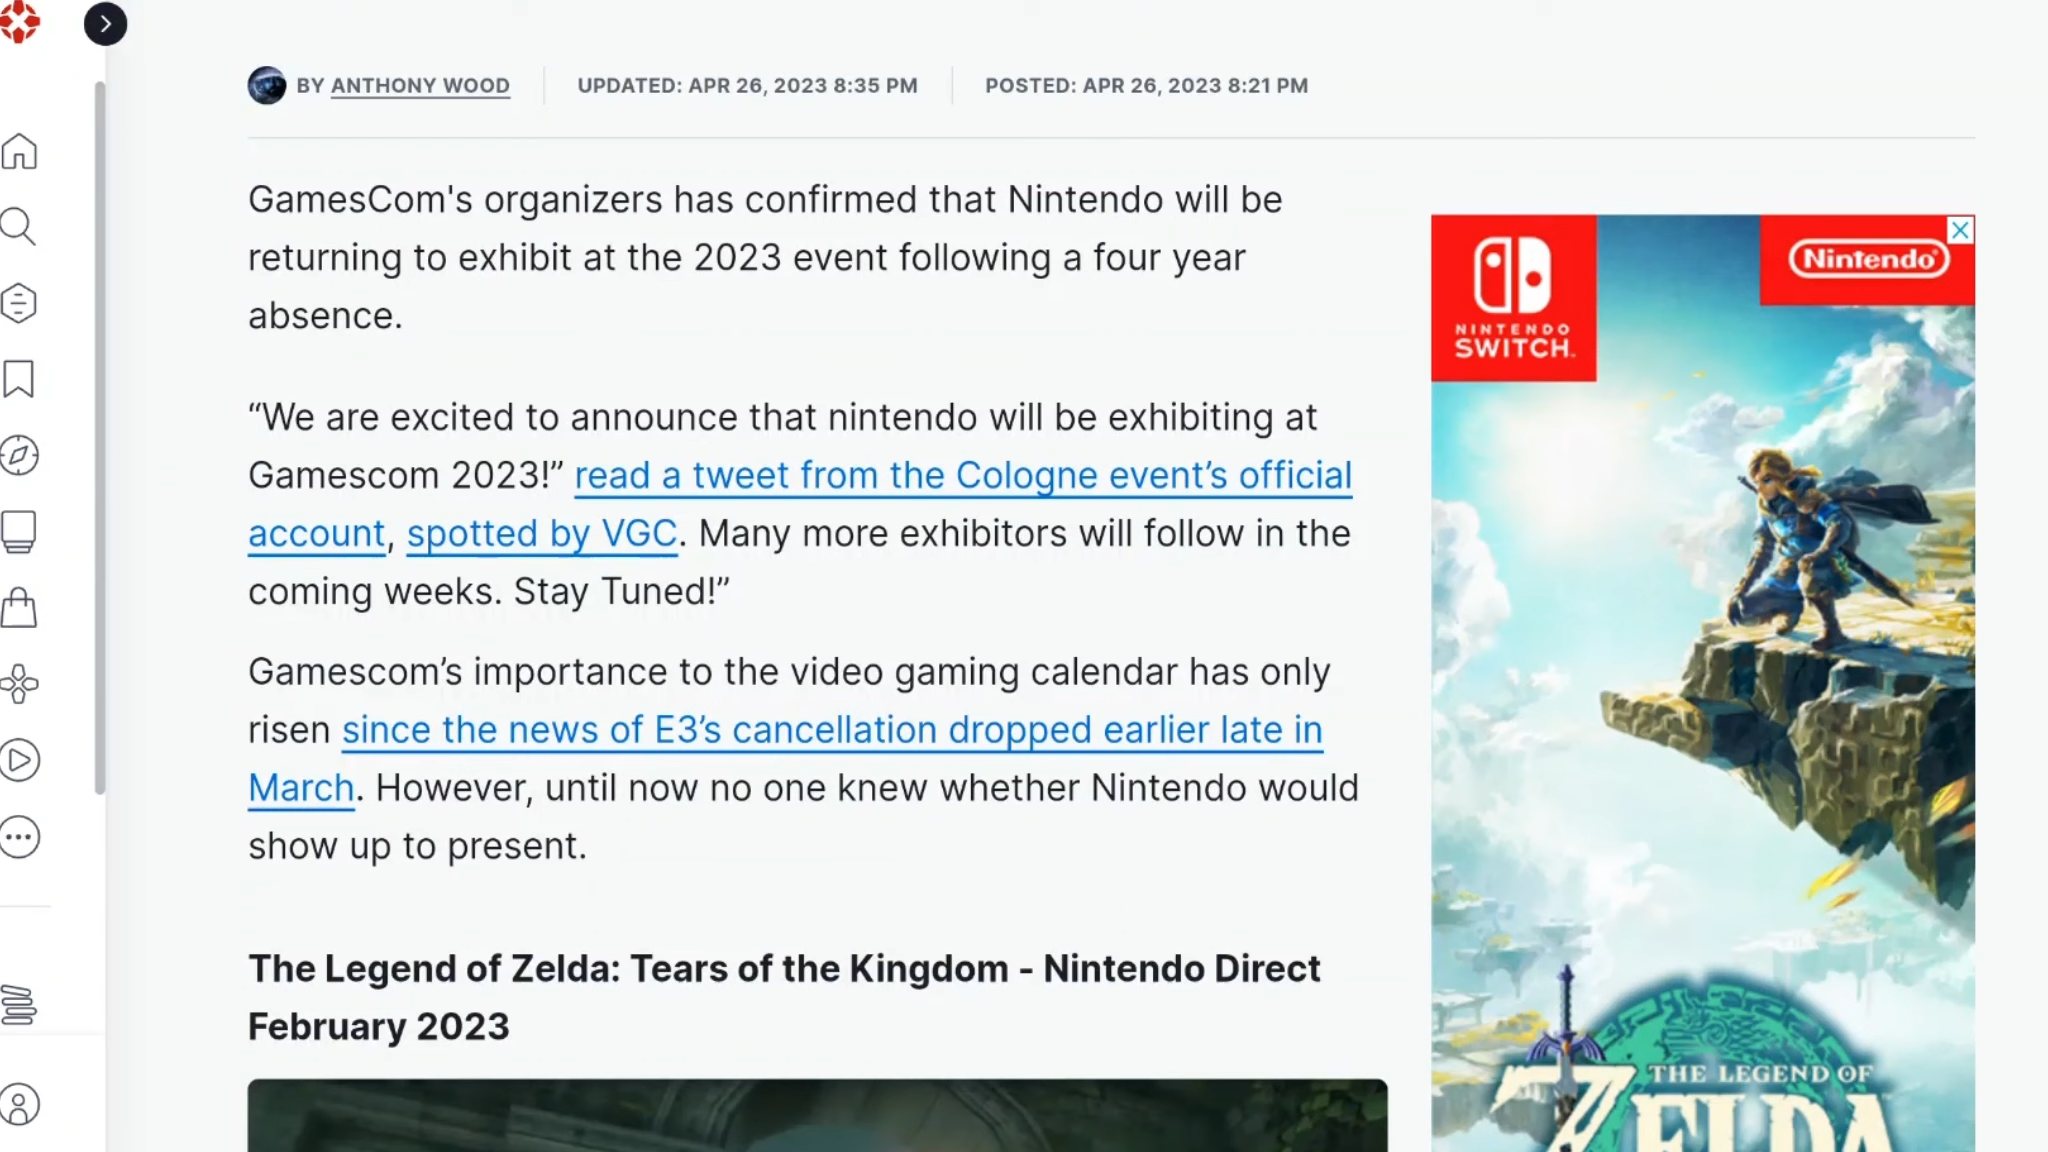 BY ANTHONY WOOD
UPDATED: APR 26, 2023 8:35 PM
POSTED: APR 26, 2023 8:21 PM
GamesCom's organizers has confirmed that Nintendo will be
returning to exhibit at the 2023 event following a four year
absence.
“We are excited to announce that nintendo will be exhibiting at
Gamescom 2023!” read a tweet from the Cologne event’s official
account, spotted by VGC. Many more exhibitors will follow in the
coming weeks. Stay Tuned!”
Gamescom’s importance to the video gaming calendar has only
risen since the news of E3’s cancellation dropped earlier late in
March. However, until now no one knew whether Nintendo would
show up to present.
The Legend of Zelda: Tears of the Kingdom - Nintendo Direct
February 2023
NINTENDO
SWITCH™
Nintendo®
THE LEGEND OF
ZELDA